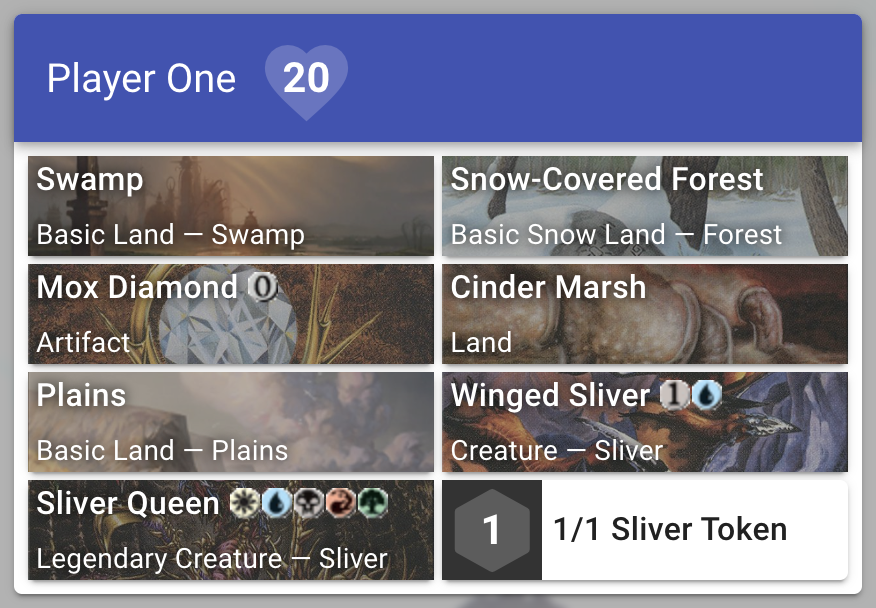 Player One 20
Swamp
Basic Land — Swamp
Snow-Covered Forest
Basic Snow Land — Forest
Mox Diamond 0
Artifact
Cinder Marsh
Land
Plains
Basic Land — Plains
Winged Sliver 1
Creature — Sliver
Sliver Queen
Legendary Creature — Sliver
1 1/1 Sliver Token